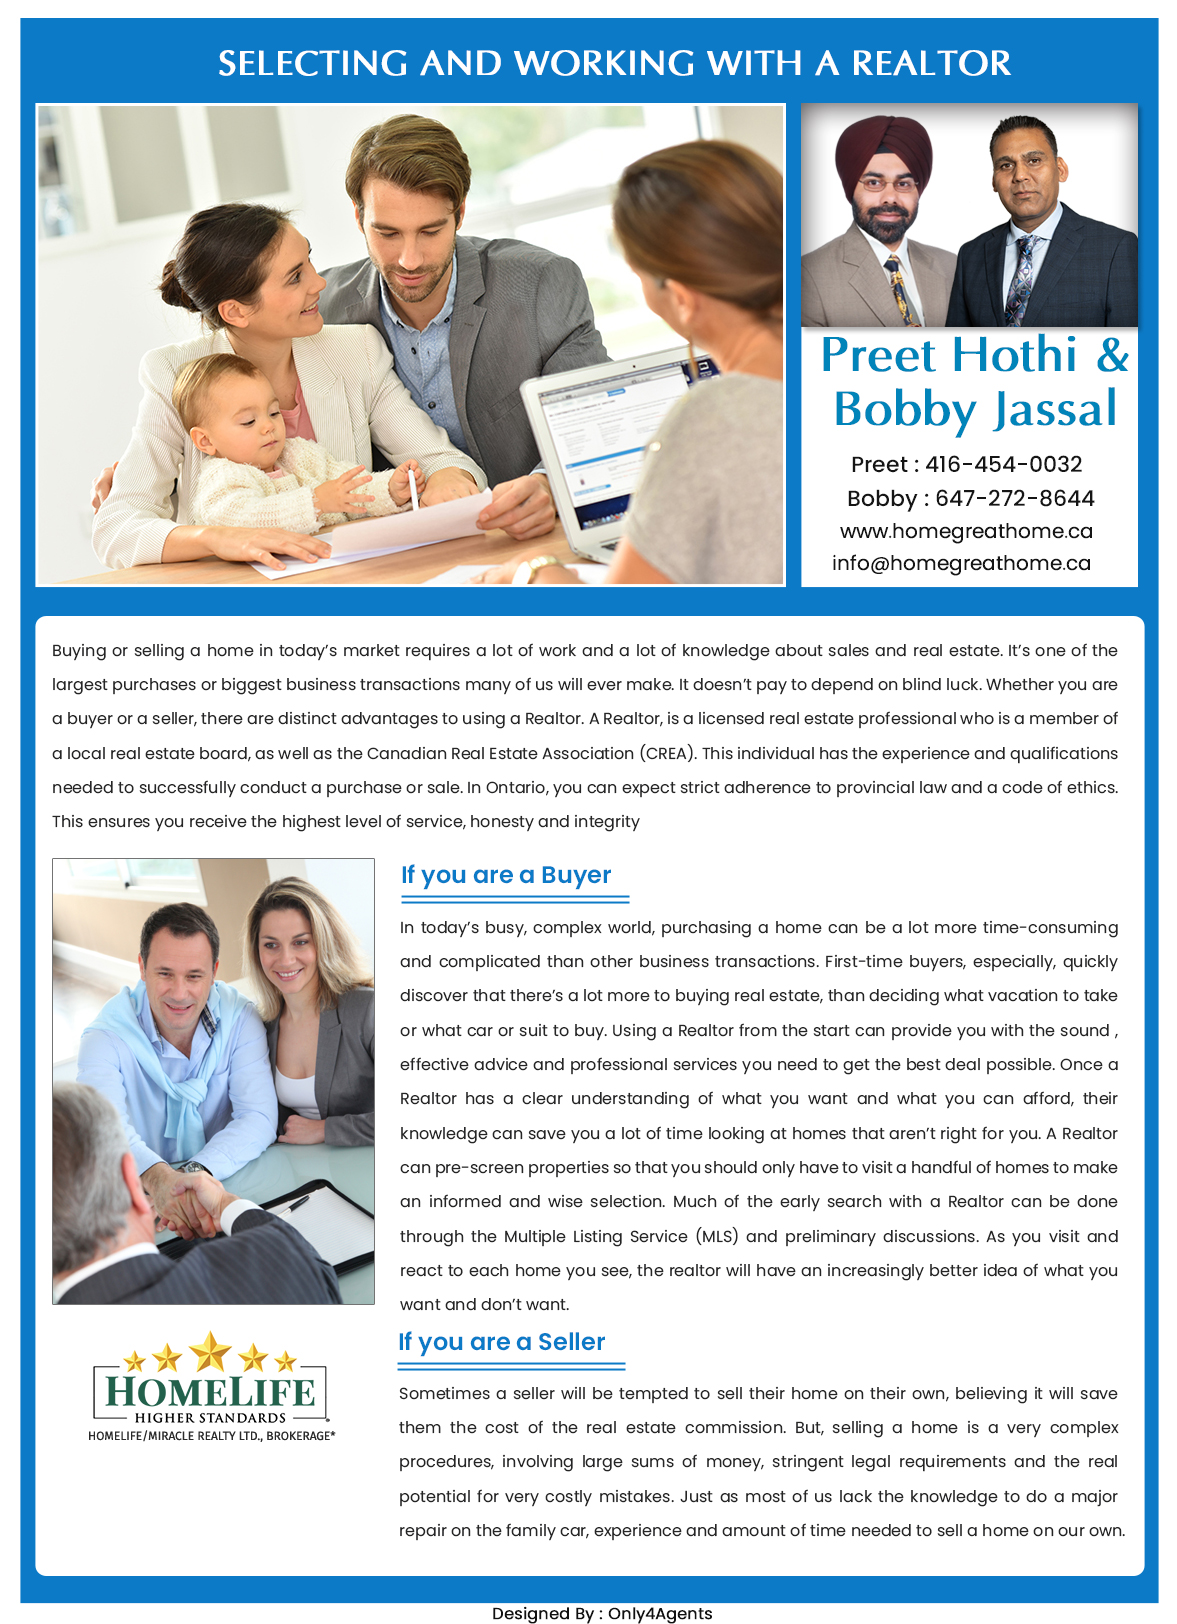 SELECTING AND WORKING WITH A REALTOR
Preet Hothi &
Bobby Jassal
Preet : 416-454-0032
Bobby : 647-272-8644
www.homegreathome.ca
info@homegreathome.ca
Buying or selling a home in today’s market requires a lot of work and a lot of knowledge about sales and real estate. It’s one of the
largest purchases or biggest business transactions many of us will ever make. It doesn’t pay to depend on blind luck. Whether you are
a buyer or a seller, there are distinct advantages to using a Realtor. A Realtor, is a licensed real estate professional who is a member of
a local real estate board, as well as the Canadian Real Estate Association (CREA). This individual has the experience and qualifications
needed to successfully conduct a purchase or sale. In Ontario, you can expect strict adherence to provincial law and a code of ethics.
This ensures you receive the highest level of service, honesty and integrity
If you are a Buyer
In today’s busy, complex world, purchasing a home can be a lot more time-consuming
and complicated than other business transactions. First-time buyers, especially, quickly
discover that there’s a lot more to buying real estate, than deciding what vacation to take
or what car or suit to buy. Using a Realtor from the start can provide you with the sound ,
effective advice and professional services you need to get the best deal possible. Once a
Realtor has a clear understanding of what you want and what you can afford, their
knowledge can save you a lot of time looking at homes that aren’t right for you. A Realtor
can pre-screen properties so that you should only have to visit a handful of homes to make
an informed and wise selection. Much of the early search with a Realtor can be done
through the Multiple Listing Service (MLS) and preliminary discussions. As you visit and
react to each home you see, the realtor will have an increasingly better idea of what you
want and don’t want.
If you are a Seller
Sometimes a seller will be tempted to sell their home on their own, believing it will save
them the cost of the real estate commission. But, selling a home is a very complex
procedures, involving large sums of money, stringent legal requirements and the real
potential for very costly mistakes. Just as most of us lack the knowledge to do a major
repair on the family car, experience and amount of time needed to sell a home on our own.
HOMELIFE
HIGHER STANDARDS
HOMELIFE/MIRACLE REALTY LTD., BROKERAGE*
Designed By : Only4Agents